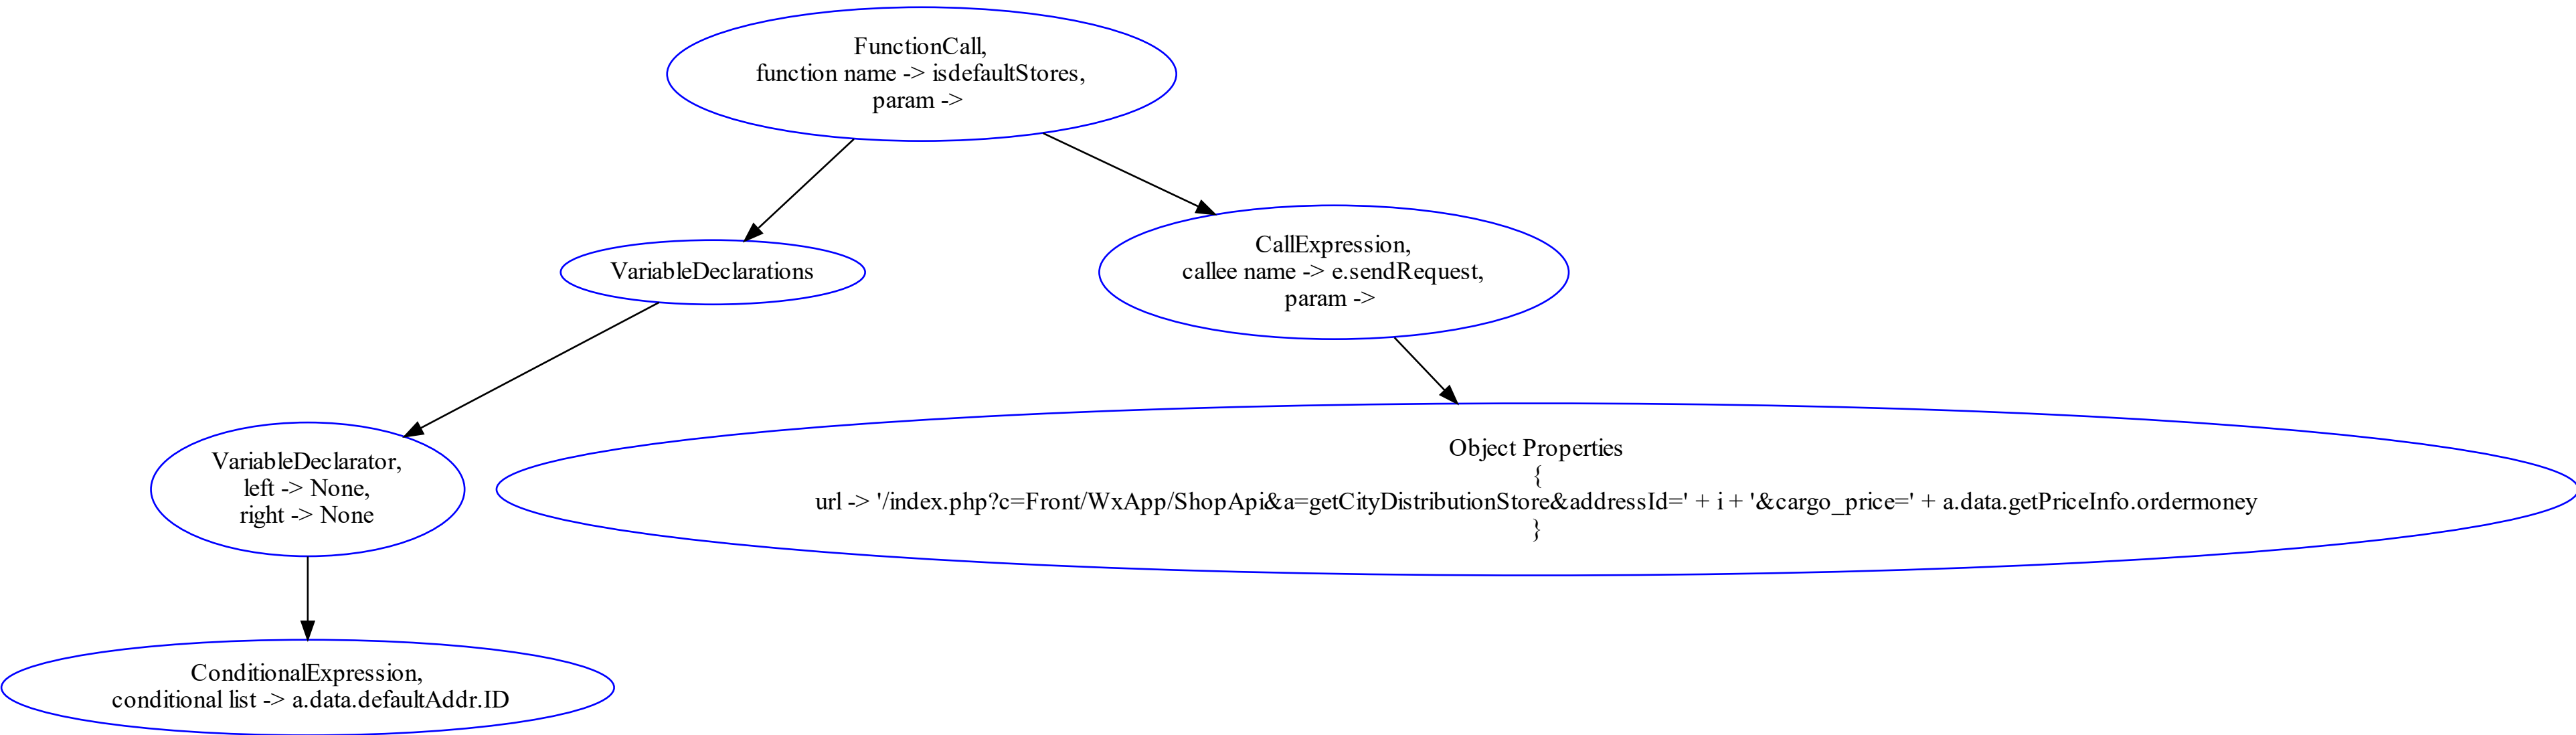 FunctionCall,
function name -> isdefaultStores,
param ->
VariableDeclarations
CallExpression,
callee name -> e.sendRequest,
param ->
VariableDeclarator,
left -> None,
right -> None
Object Properties
{
url -> '/index.php?c=Front/WxApp/ShopApi&a=getCityDistributionStore&addressId=' + i + '&cargo_price=' + a.data.getPriceInfo.ordermoney
}
ConditionalExpression,
conditional list -> a.data.defaultAddr.ID